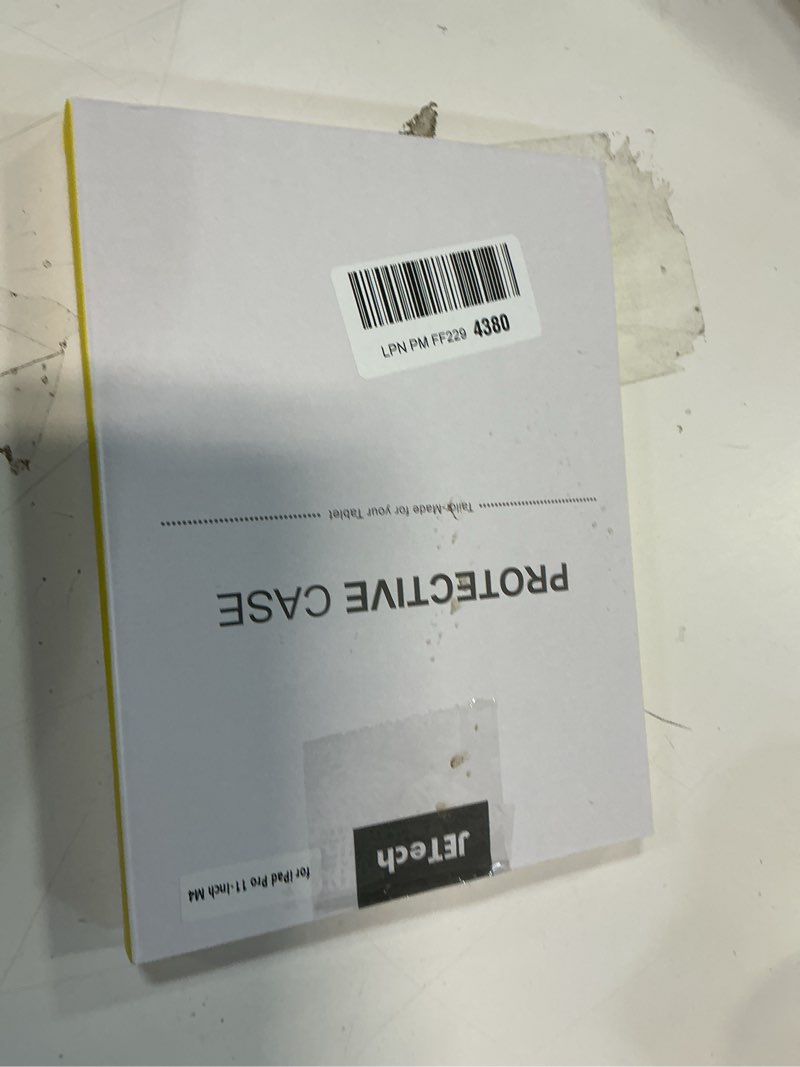 JETech
for iPad Pro 11-Inch M4
PROTECTIVE CASE
Tailor-Made for your Tablet
LPN PM FF229 4380